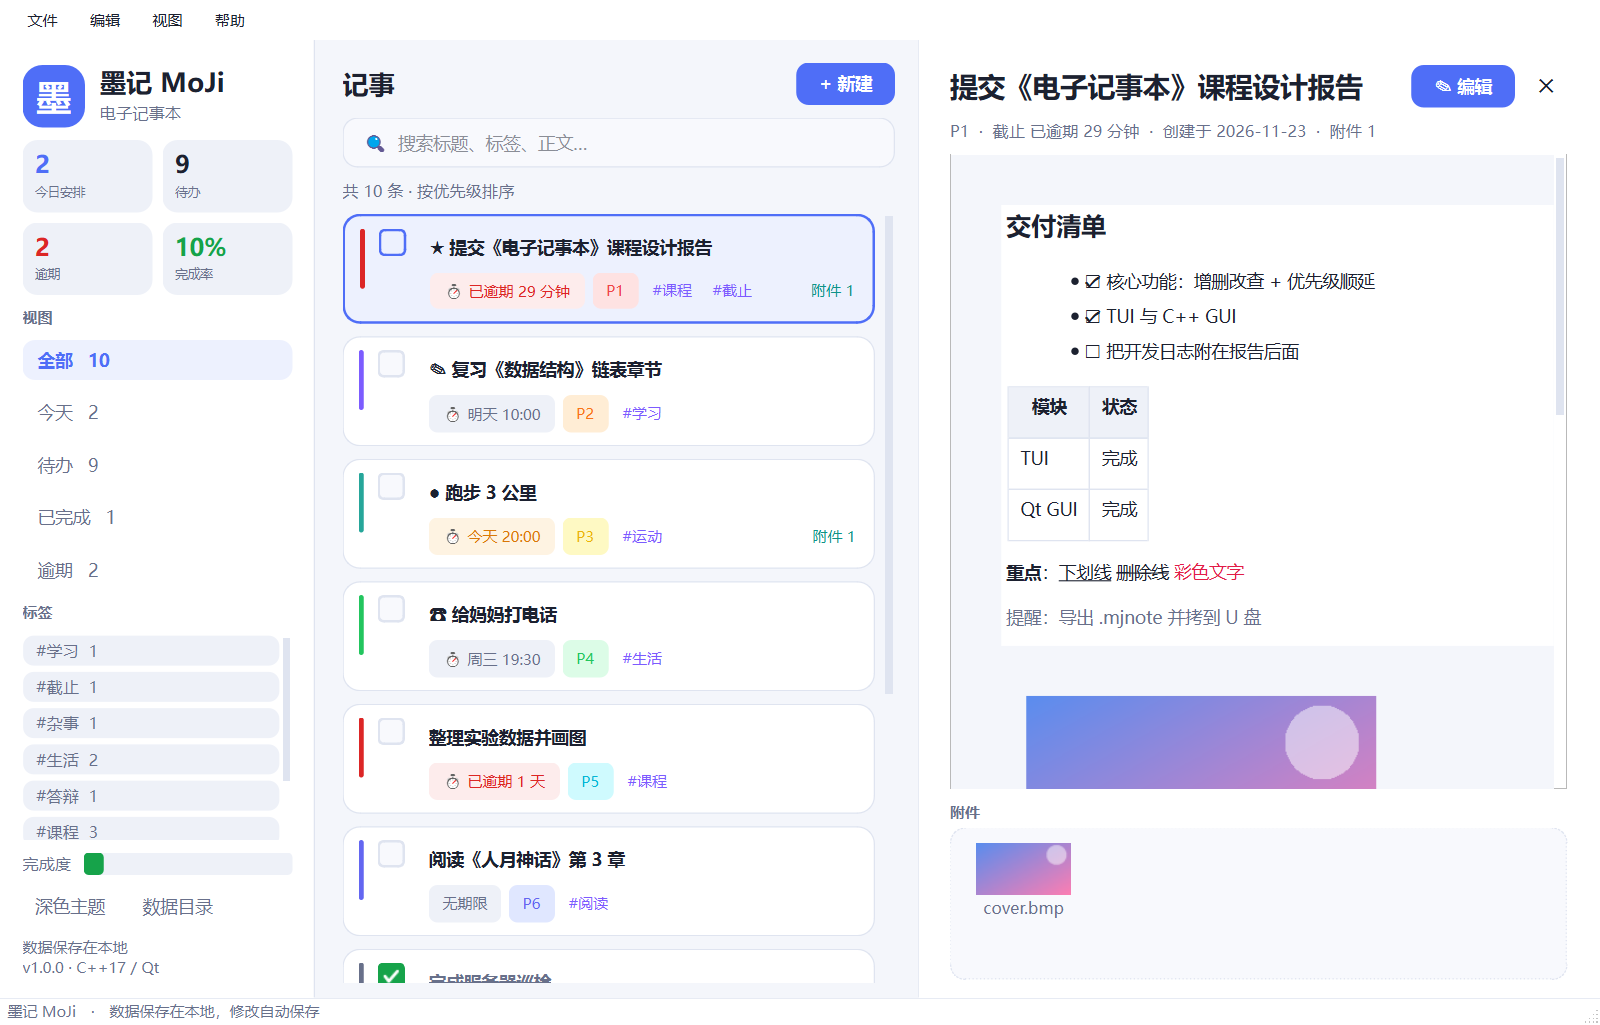 文件 编辑 视图 帮助
墨
墨记 MoJi
电子记事本
2
今日安排
9
待办
2
逾期
10%
完成率
视图
全部 10
今天 2
待办 9
已完成 1
逾期 2
标签
#学习 1
#截止 1
#杂事 1
#生活 2
#答辩 1
#课程 3
完成度
深色主题 数据目录
数据保存在本地
v1.0.0 · C++17 / Qt
记事
+ 新建
搜索标题、标签、正文...
共 10 条 · 按优先级排序
★ 提交《电子记事本》课程设计报告
已逾期 29 分钟 P1 #课程 #截止 附件 1
✎ 复习《数据结构》链表章节
明天 10:00 P2 #学习
● 跑步 3 公里
今天 20:00 P3 #运动 附件 1
☎ 给妈妈打电话
周三 19:30 P4 #生活
整理实验数据并画图
已逾期 1 天 P5 #课程
阅读《人月神话》第 3 章
无期限 P6 #阅读
完成服务器巡检
提交《电子记事本》课程设计报告
✎ 编辑 ✕
P1 · 截止 已逾期 29 分钟 · 创建于 2026-11-23 · 附件 1
交付清单
• ☑ 核心功能：增删改查 + 优先级顺延
• ☑ TUI 与 C++ GUI
• ☐ 把开发日志附在报告后面
模块 状态
TUI 完成
Qt GUI 完成
重点：下划线 删除线 彩色文字
提醒：导出 .mjnote 并拷到 U 盘
附件
cover.bmp
墨记 MoJi · 数据保存在本地，修改自动保存